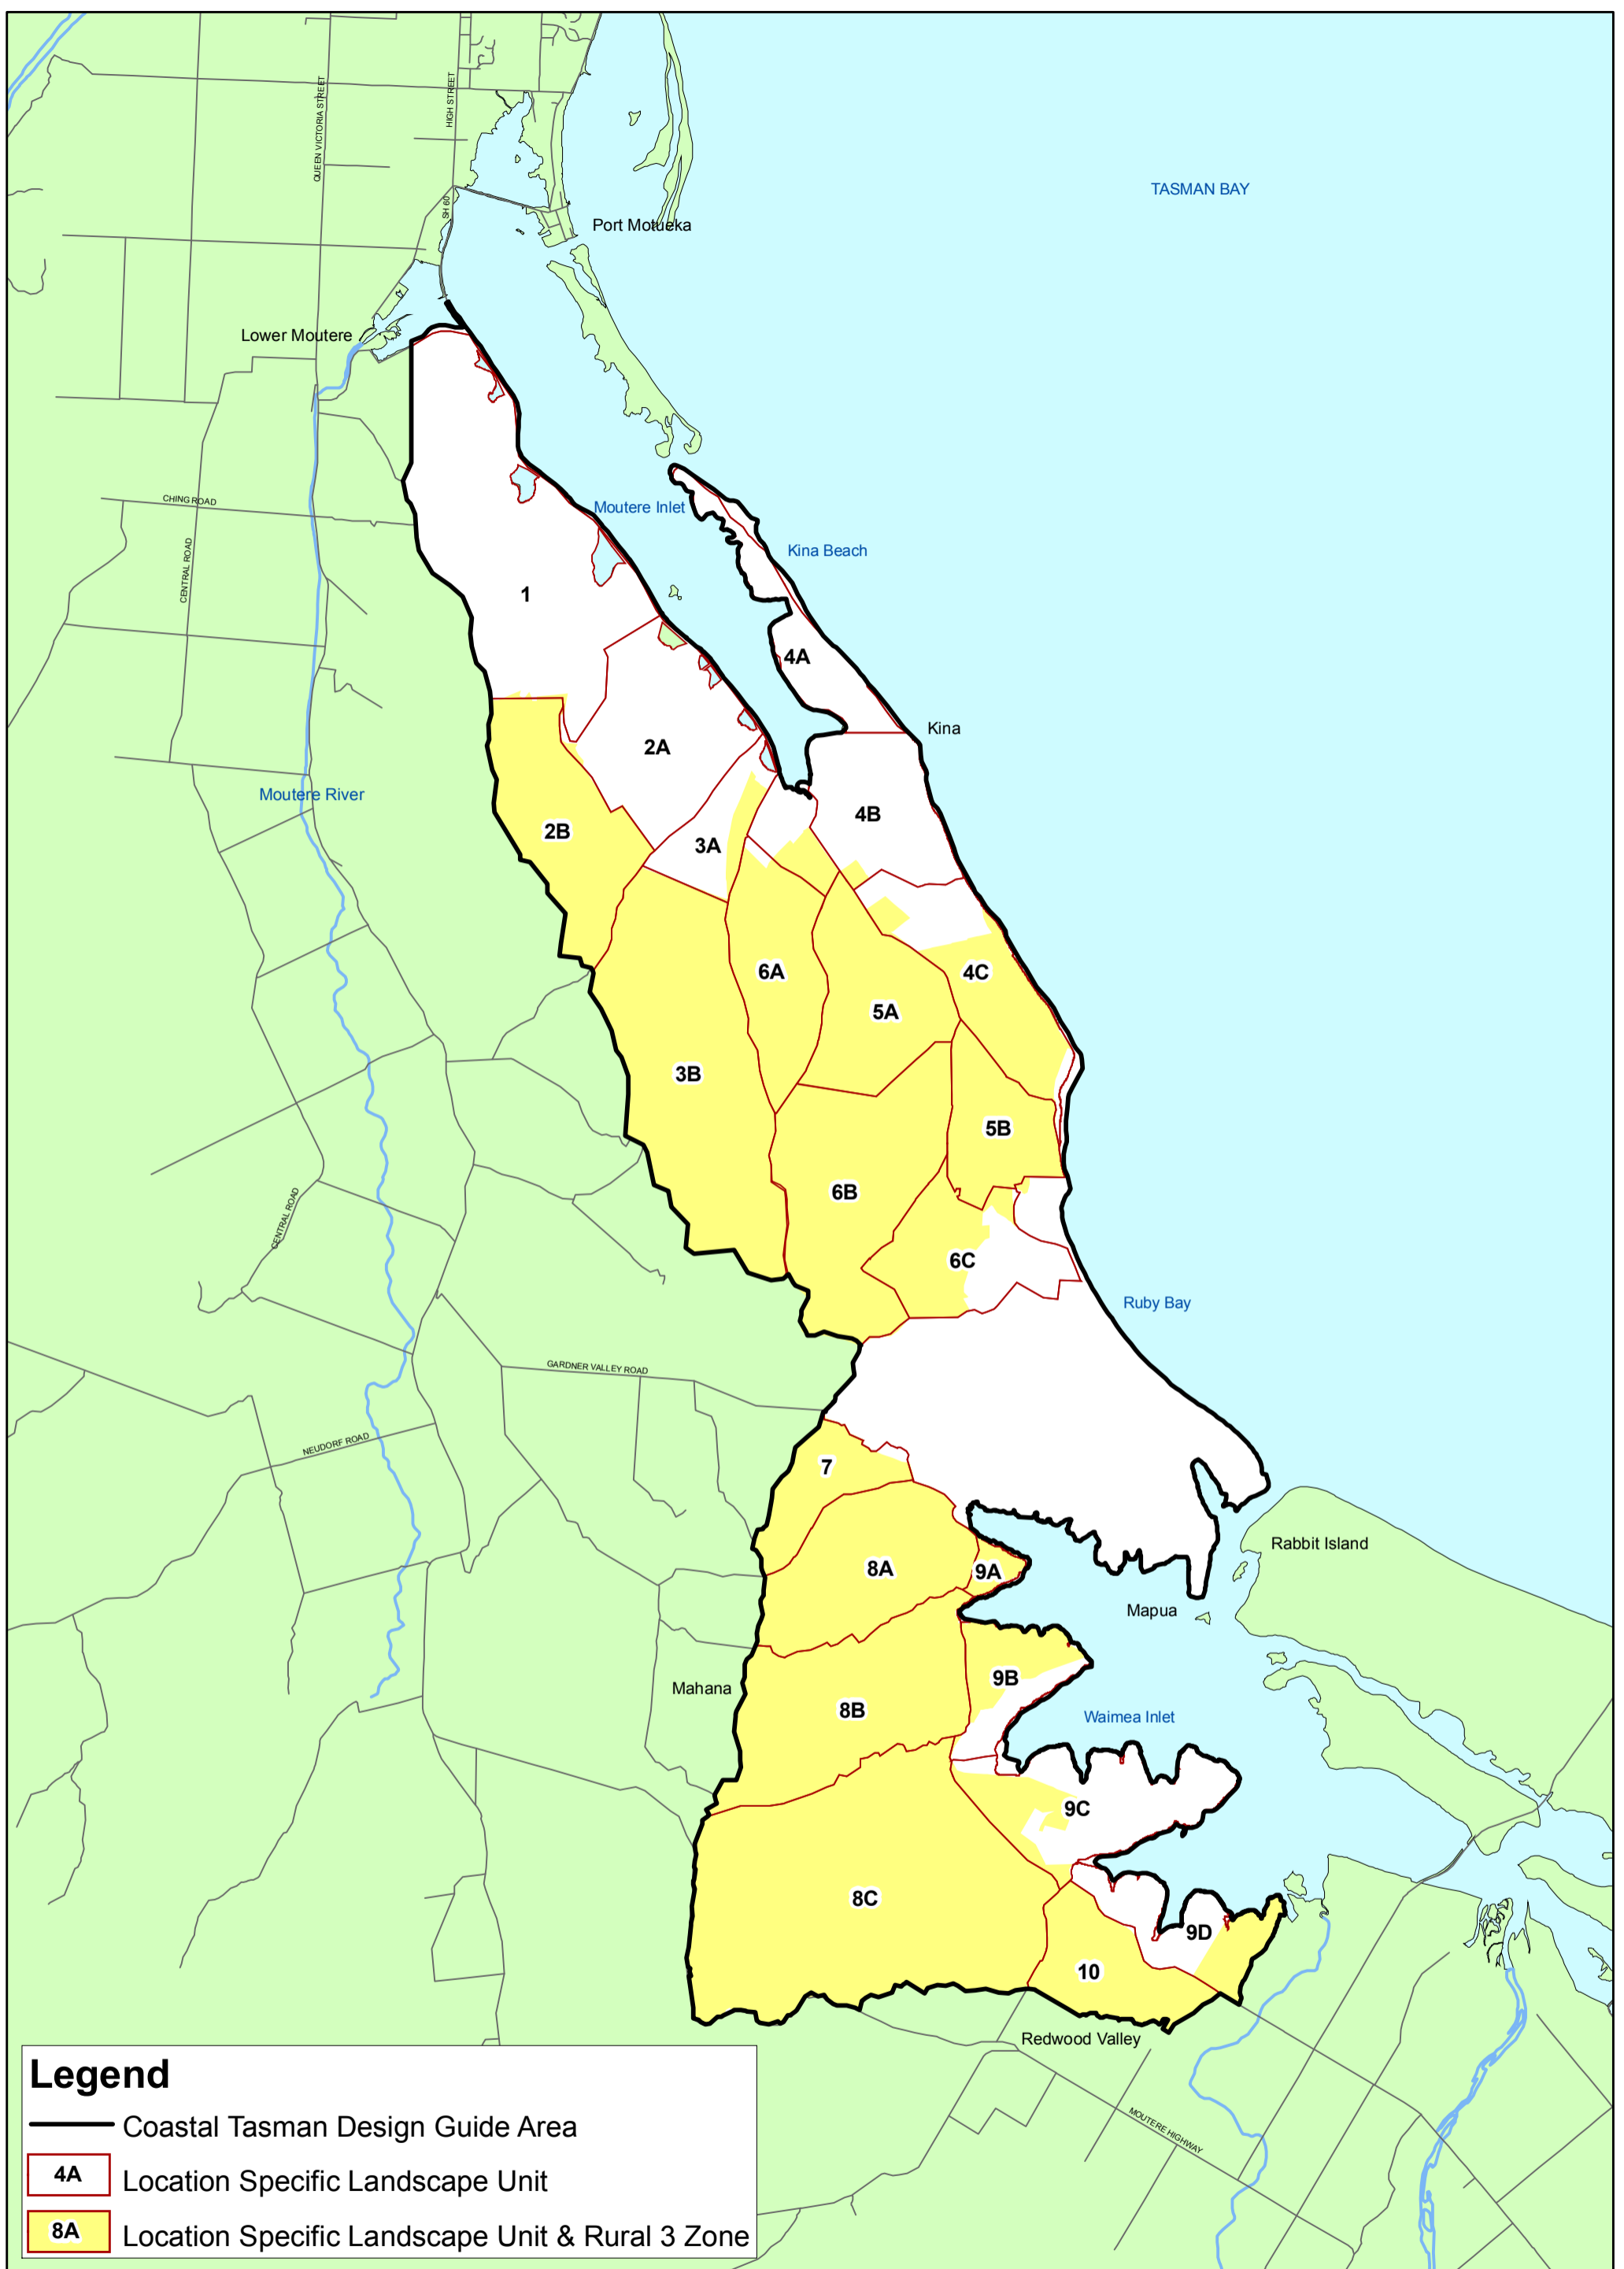 QUEEN VICTORIA STREET
HIGH STREET
TASMAN BAY
SH 60
Port Motueka
Lower Moutere
CHING ROAD
Moutere Inlet
Kina Beach
CENTRAL ROAD
1
4A
Kina
2A
Moutere River
4B
2B
3A
6A
4C
5A
3B
5B
6B
CENTRAL ROAD
6C
Ruby Bay
GARDNER VALLEY ROAD
NEUDORF ROAD
7
Rabbit Island
8A
9A
Mapua
9B
Mahana
8B
Waimea Inlet
9C
8C
9D
10
Redwood Valley
MOUTERE HIGHWAY
Legend
Coastal Tasman Design Guide Area
4A Location Specific Landscape Unit
8A Location Specific Landscape Unit & Rural 3 Zone